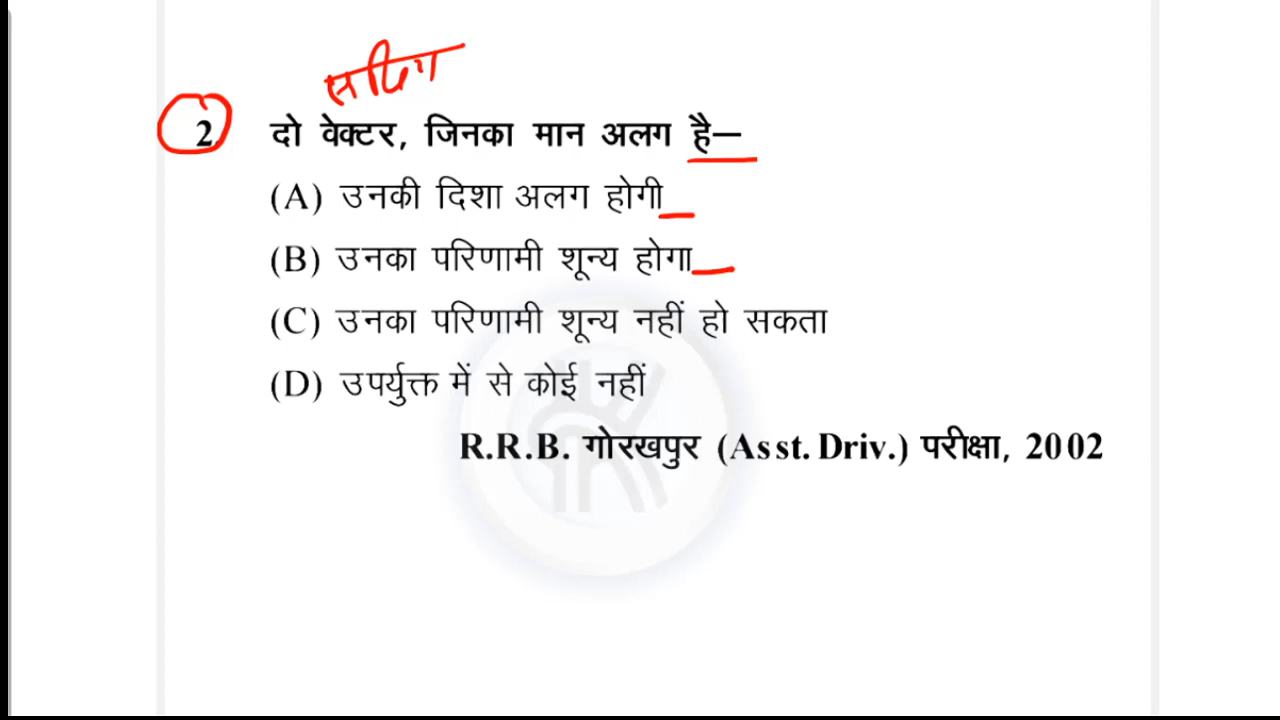 सदिश
2. दो वेक्टर, जिनका मान अलग है—
(A) उनकी दिशा अलग होगी
(B) उनका परिणामी शून्य होगा
(C) उनका परिणामी शून्य नहीं हो सकता
(D) उपर्युक्त में से कोई नहीं
R.R.B. गोरखपुर (Asst. Driv.) परीक्षा, 2002